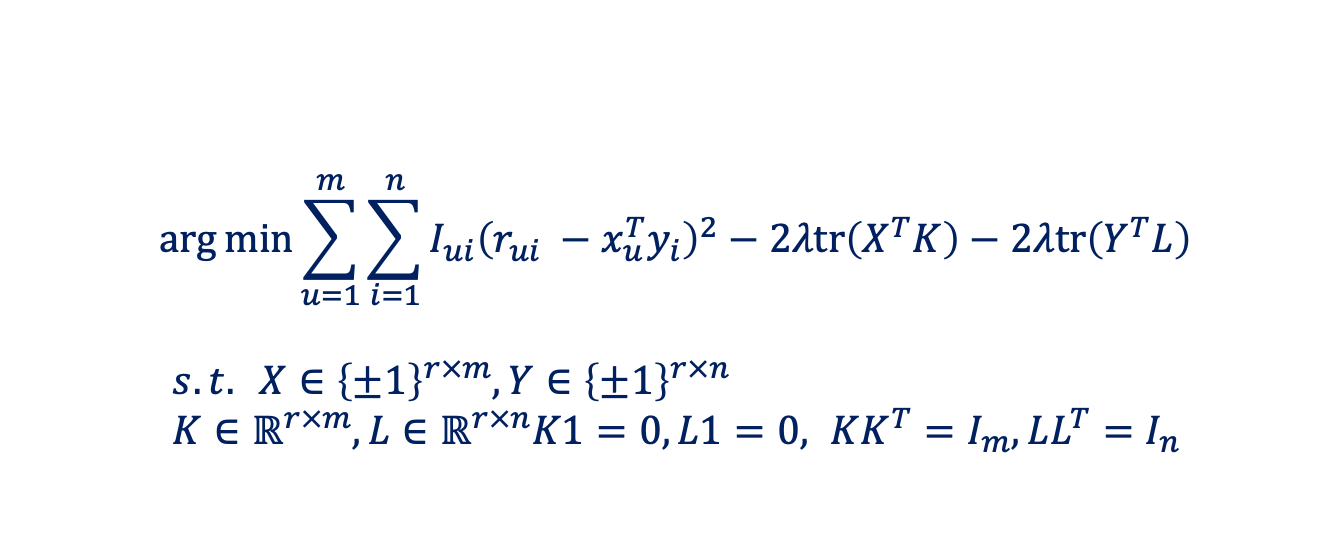 arg min ∑_{u=1}^{m} ∑_{i=1}^{n} I_{ui}(r_{ui} − x_u^T y_i)^2 − 2λtr(X^T K) − 2λtr(Y^T L)
s.t. X ∈ {±1}^{r×m}, Y ∈ {±1}^{r×n}
K ∈ ℝ^{r×m}, L ∈ ℝ^{r×n} K1 = 0, L1 = 0, KK^T = I_m, LL^T = I_n